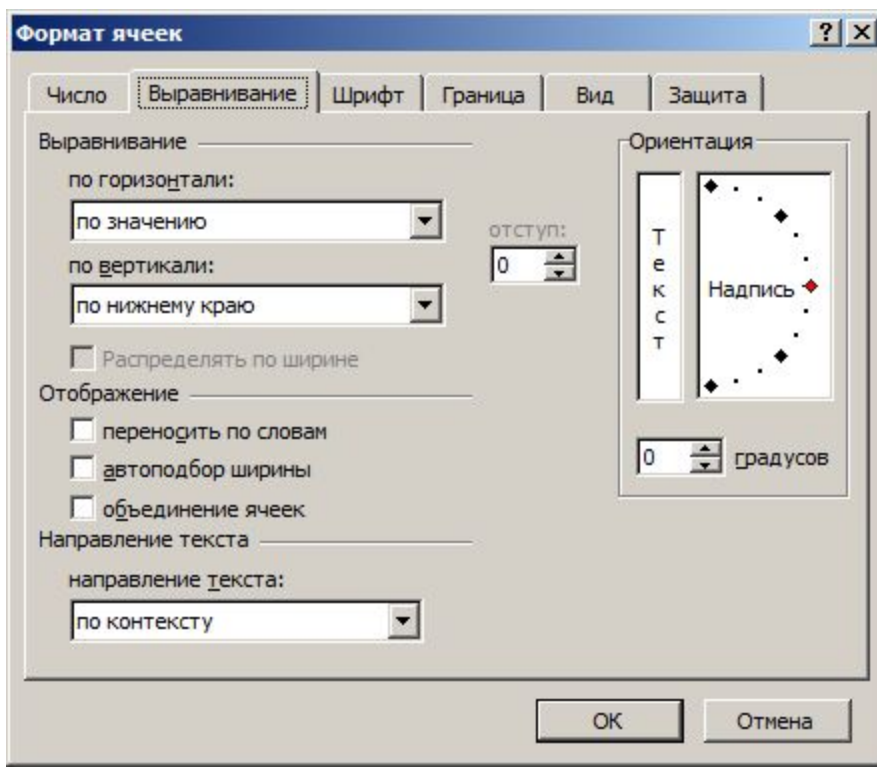 Формат ячеек
Число Выравнивание Шрифт Граница Вид Защита
Выравнивание
по горизонтали:
по значению
отступ:
0
по вертикали:
по нижнему краю
Распределять по ширине
Отображение
переносить по словам
автоподбор ширины
объединение ячеек
Направление текста
направление текста:
по контексту
Ориентация
Текст
Надпись
0 градусов
ОК Отмена